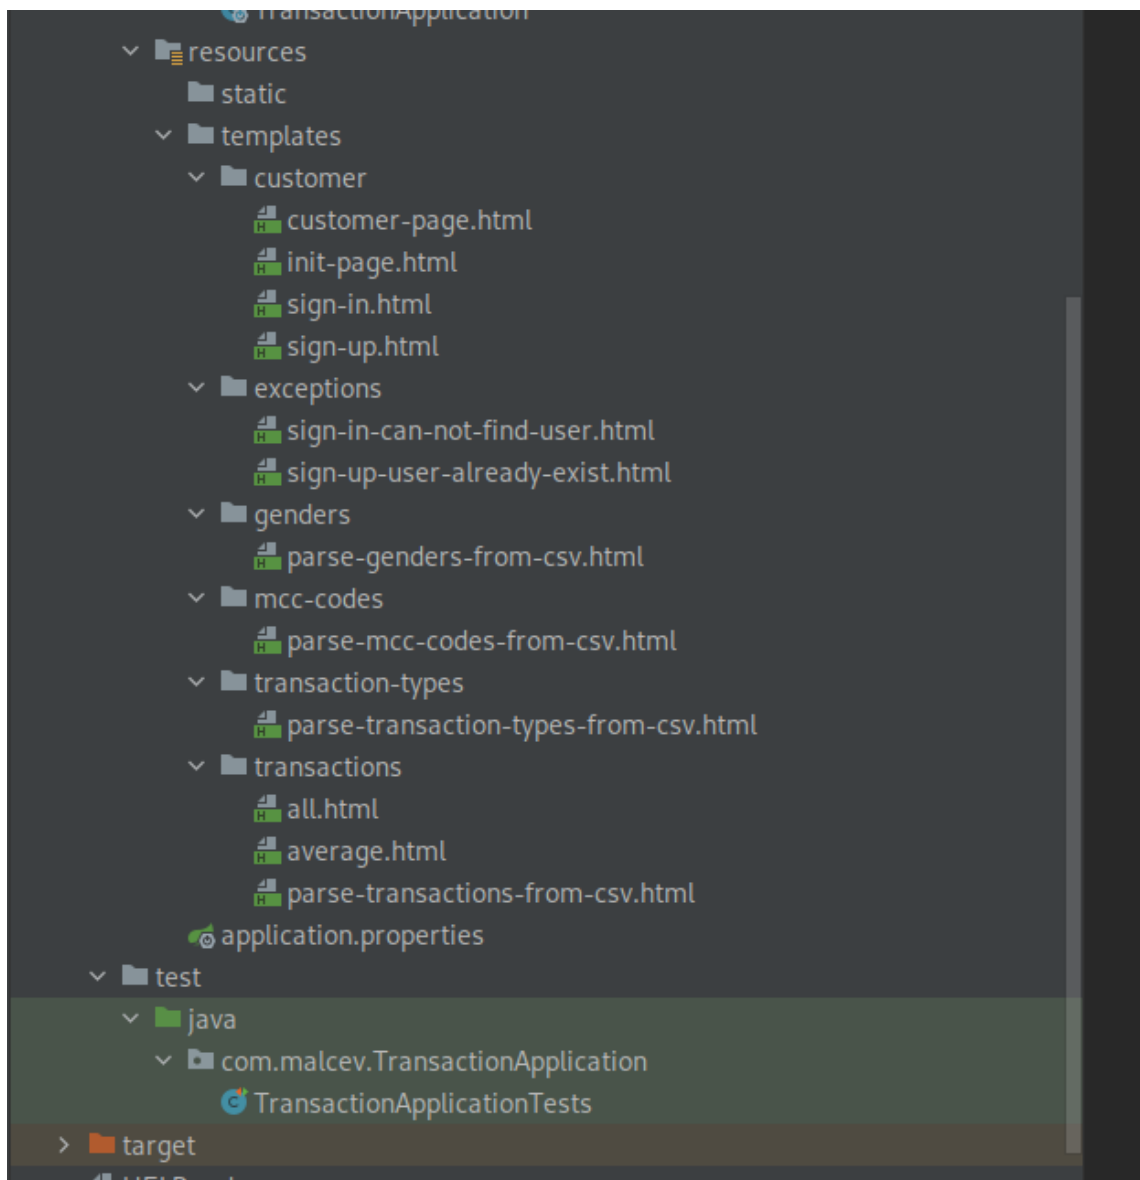 TransactionApplication
resources
static
templates
customer
customer-page.html
init-page.html
sign-in.html
sign-up.html
exceptions
sign-in-can-not-find-user.html
sign-up-user-already-exist.html
genders
parse-genders-from-csv.html
mcc-codes
parse-mcc-codes-from-csv.html
transaction-types
parse-transaction-types-from-csv.html
transactions
all.html
average.html
parse-transactions-from-csv.html
application.properties
test
java
com.malcev.TransactionApplication
TransactionApplicationTests
target